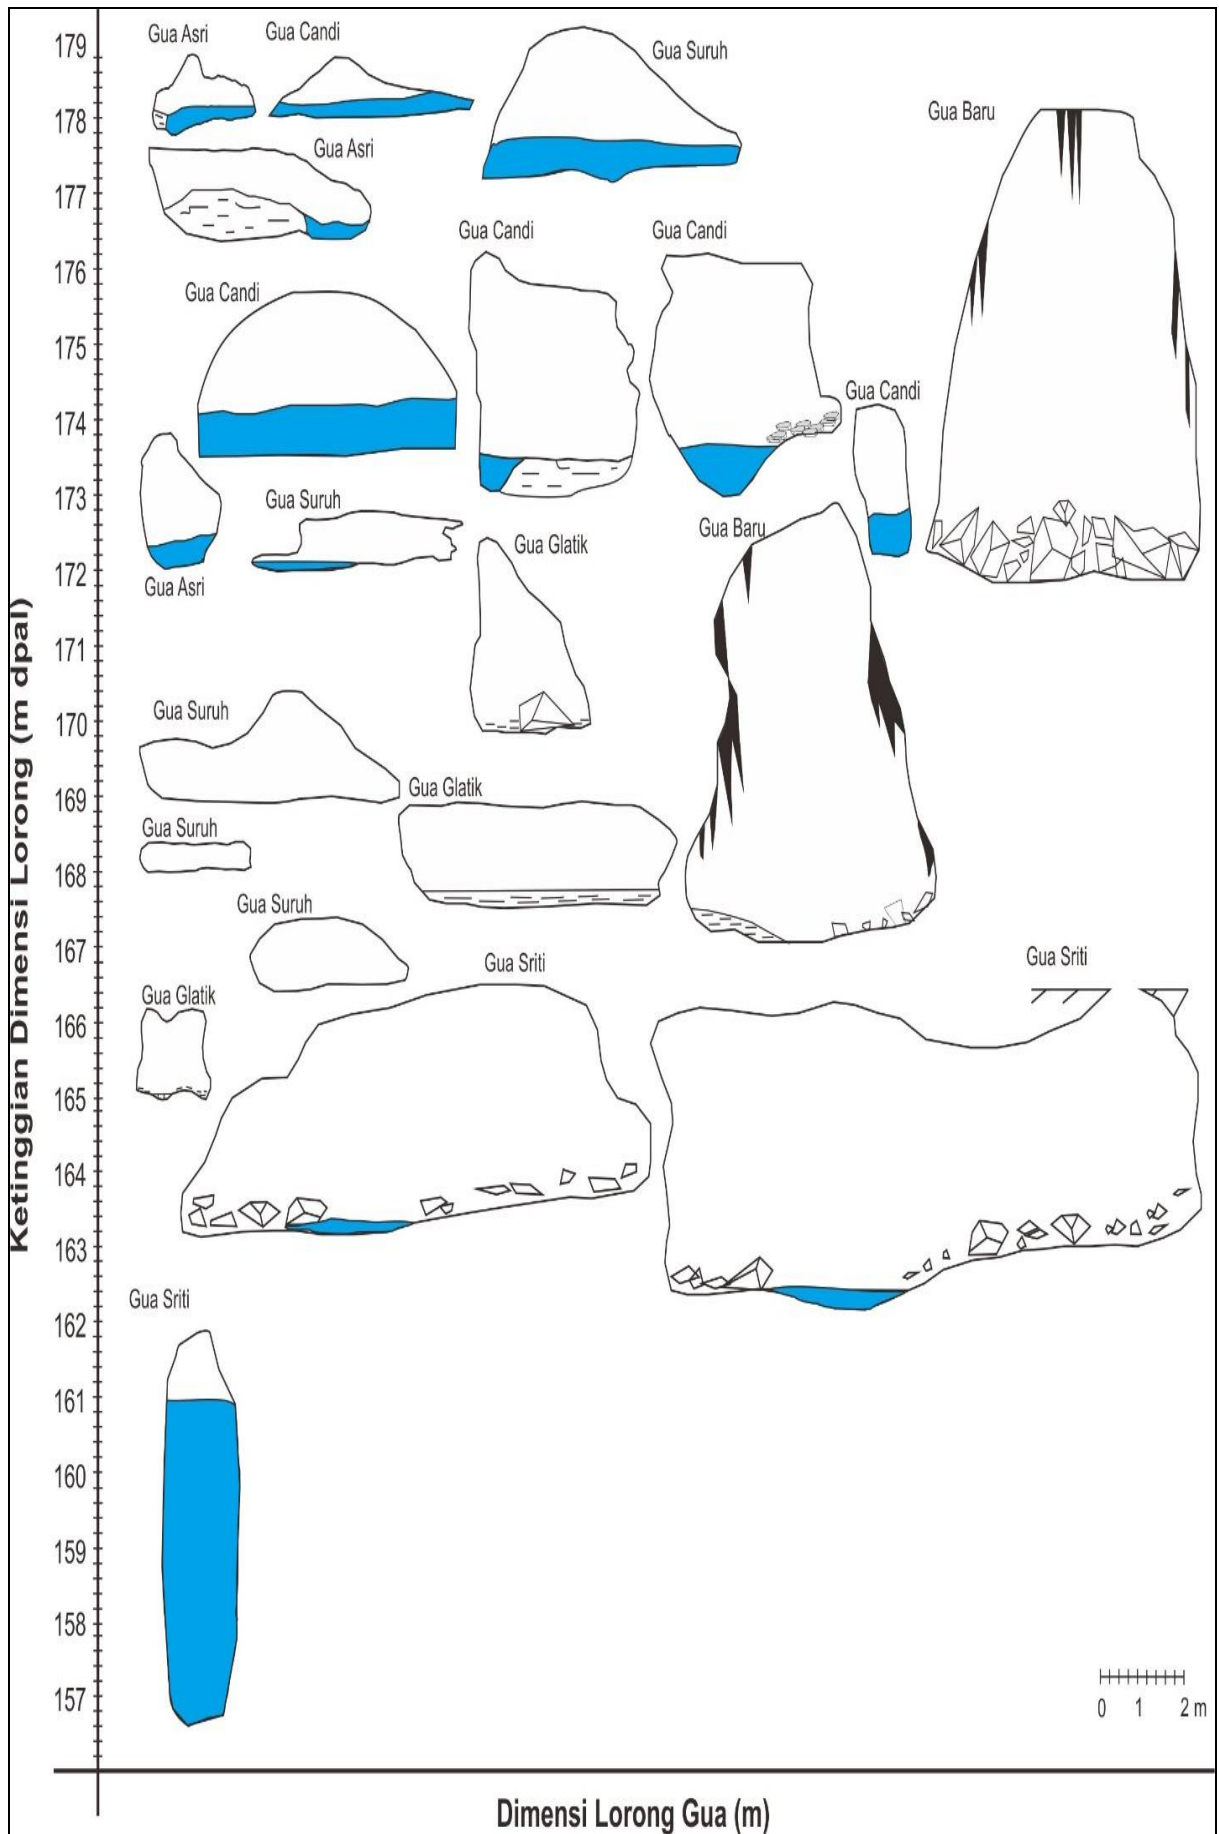 179
Gua Asri
Gua Candi
Gua Suruh
178
Gua Baru
Gua Asri
177
Gua Candi
Gua Candi
176
Gua Candi
175
Gua Candi
174
173
Gua Suruh
Gua Baru
Gua Glatik
172
Gua Asri
171
170
Gua Suruh
169
Gua Glatik
Gua Suruh
168
Gua Suruh
167
Gua Sriti
Gua Sriti
Gua Glatik
166
165
164
163
Gua Sriti
162
161
160
159
158
157
0 1 2 m
Ketinggian Dimensi Lorong (m dpal)
Dimensi Lorong Gua (m)